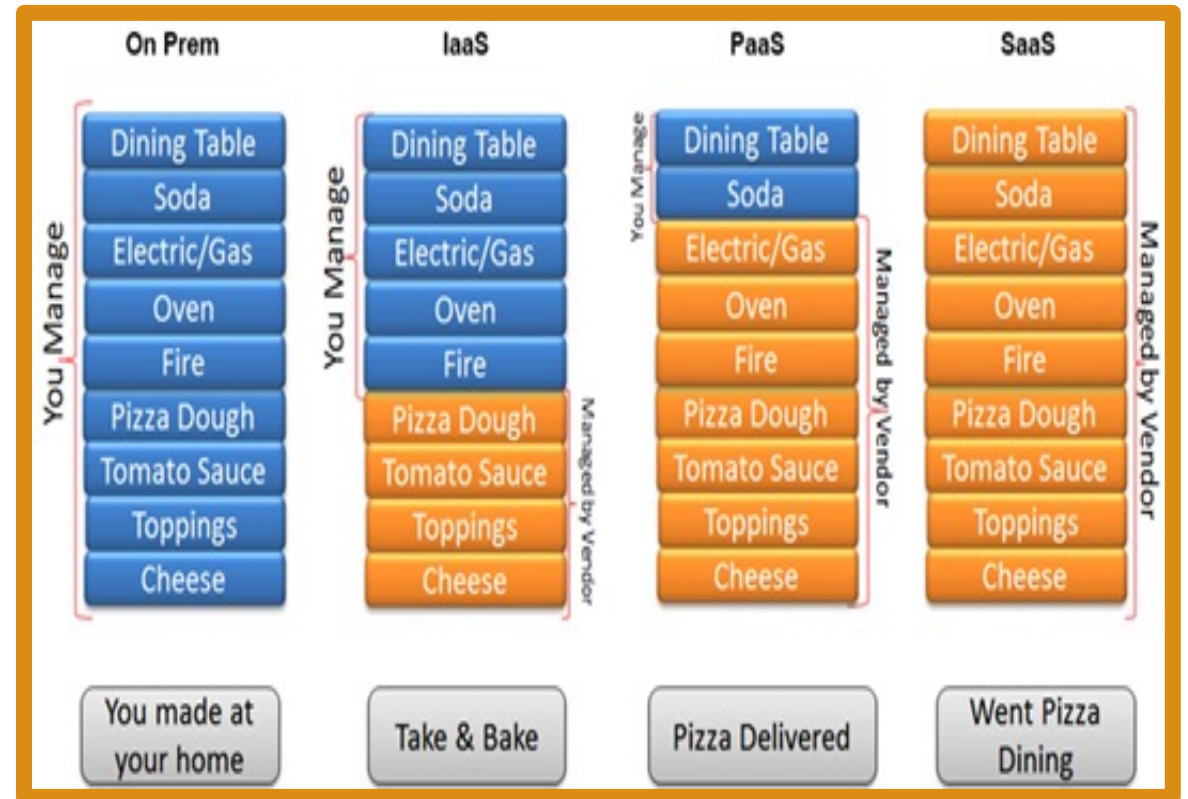 On Prem
IaaS
PaaS
SaaS
You Manage
Dining Table
Soda
Electric/Gas
Oven
Fire
Pizza Dough
Tomato Sauce
Toppings
Cheese
You Manage
Dining Table
Soda
Electric/Gas
Oven
Fire
Pizza Dough
Tomato Sauce
Toppings
Cheese
Managed by Vendor
You Manage
Dining Table
Soda
Electric/Gas
Oven
Fire
Pizza Dough
Tomato Sauce
Toppings
Cheese
Managed by Vendor
Dining Table
Soda
Electric/Gas
Oven
Fire
Pizza Dough
Tomato Sauce
Toppings
Cheese
Managed by Vendor
You made at
your home
Take & Bake
Pizza Delivered
Went Pizza
Dining